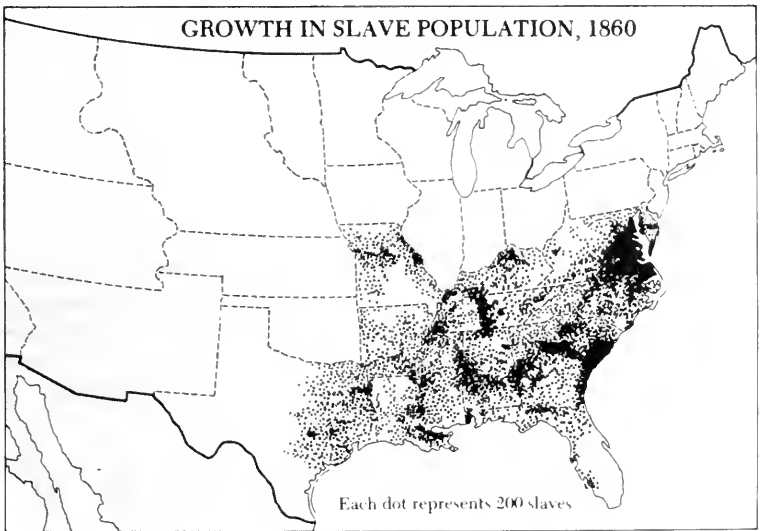 GROWTH IN SLAVE POPULATION, 1860
Each dot represents 200 slaves